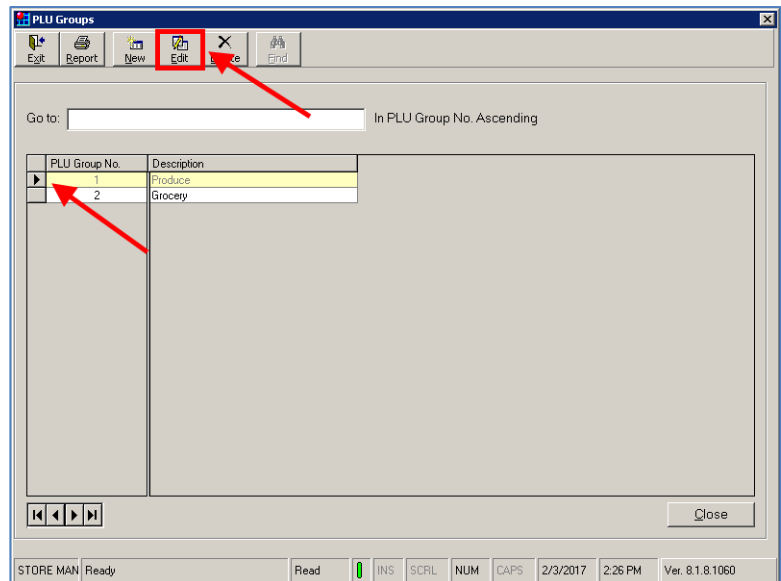 PLU Groups
Exit Report New Edit Find
Go to: In PLU Group No. Ascending
PLU Group No. Description
1 Produce
2 Grocery
Close
STORE MAN Ready Read INS SCRL NUM CAPS 2/3/2017 2:26 PM Ver. 8.1.8.1060